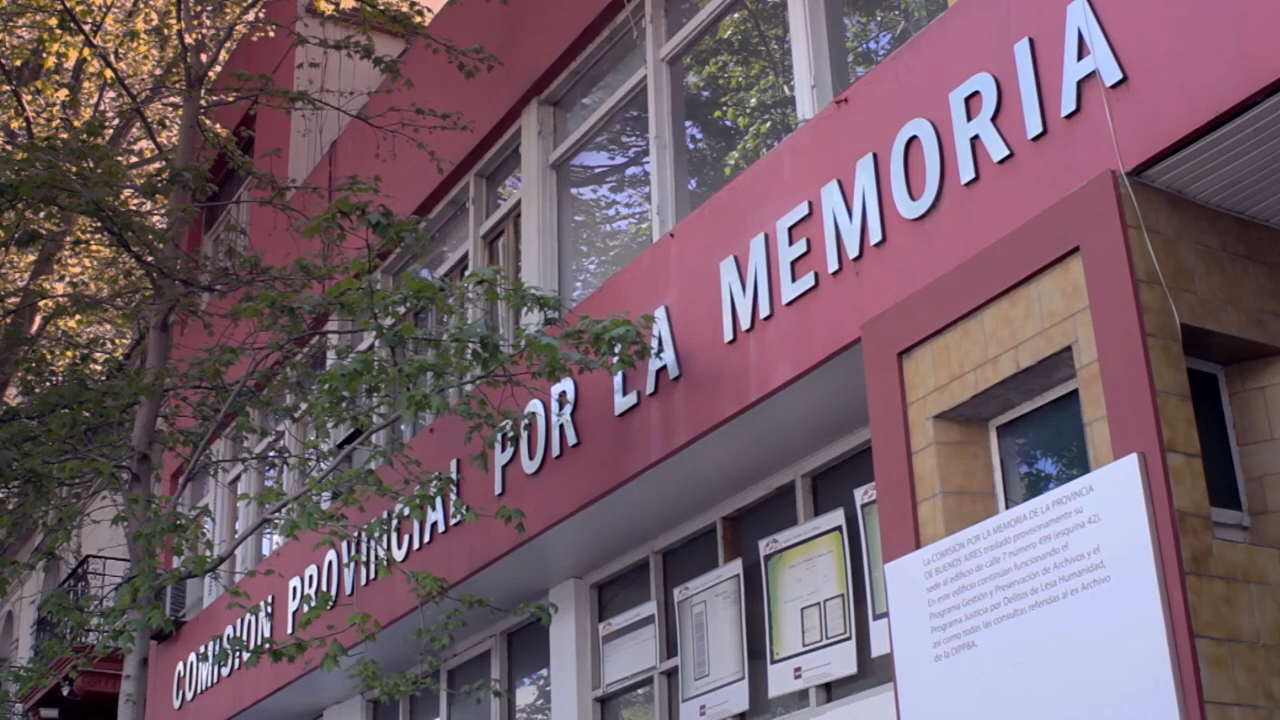 COMISION PROVINCIAL POR LA MEMORIA
La COMISION POR LA MEMORIA DE LA PROVINCIA
DE BUENOS AIRES trasladó provisoriamente su
sede al edificio de calle 7 número 499 (esquina 42).
En este edificio continúan funcionando el
Programa Gestión y Preservación de Archivos y el
Programa Justicia por Delitos de Lesa Humanidad,
así como todas las consultas referidas al ex Archivo
de la DIPPBA.